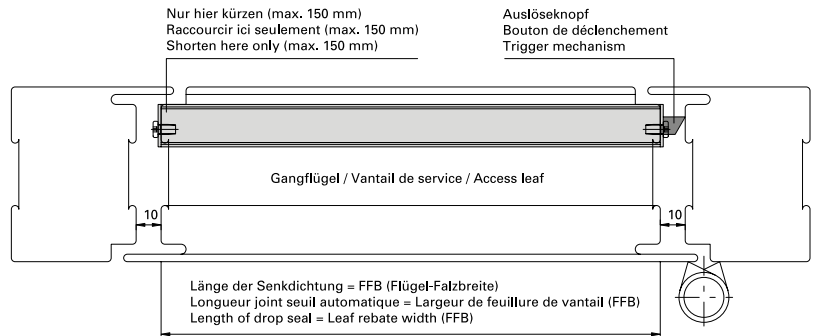 Nur hier kürzen (max. 150 mm)
Raccourcir ici seulement (max. 150 mm)
Shorten here only (max. 150 mm)
Auslöseknopf
Bouton de déclenchement
Trigger mechanism
Gangflügel / Vantail de service / Access leaf
10
10
Länge der Senkdichtung = FFB (Flügel-Falzbreite)
Longueur joint seuil automatique = Largeur de feuillure de vantail (FFB)
Length of drop seal = Leaf rebate width (FFB)